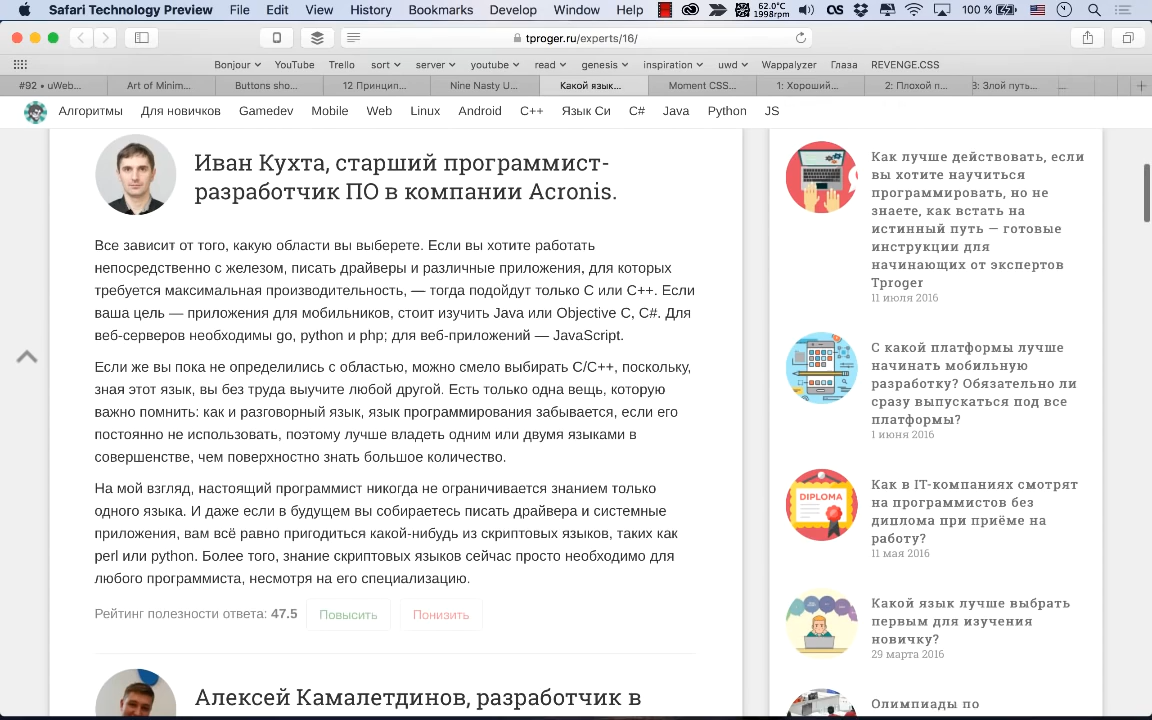 Safari Technology Preview File Edit View History Bookmarks Develop Window Help 62.0°C 1998rpm 100 %
tproger.ru/experts/16/
Bonjour YouTube Trello sort server youtube read genesis inspiration uwd Wappalyzer Глаза REVENGE.CSS
#92 • uWeb... Art of Minim... Buttons sho... 12 Принцип... Nine Nasty U... Какой язык... Moment CSS... 1: Хороший... 2: Плохой п... 3: Злой путь...
Алгоритмы Для новичков Gamedev Mobile Web Linux Android C++ Язык Си C# Java Python JS
Иван Кухта, старший программист-
разработчик ПО в компании Acronis.
Все зависит от того, какую области вы выберете. Если вы хотите работать
непосредственно с железом, писать драйверы и различные приложения, для которых
требуется максимальная производительность, — тогда подойдут только C или C++. Если
ваша цель — приложения для мобильников, стоит изучить Java или Objective C, C#. Для
веб-серверов необходимы go, python и php; для веб-приложений — JavaScript.
Если же вы пока не определились с областью, можно смело выбирать C/C++, поскольку,
зная этот язык, вы без труда выучите любой другой. Есть только одна вещь, которую
важно помнить: как и разговорный язык, язык программирования забывается, если его
постоянно не использовать, поэтому лучше владеть одним или двумя языками в
совершенстве, чем поверхностно знать большое количество.
На мой взгляд, настоящий программист никогда не ограничивается знанием только
одного языка. И даже если в будущем вы собираетесь писать драйвера и системные
приложения, вам всё равно пригодиться какой-нибудь из скриптовых языков, таких как
perl или python. Более того, знание скриптовых языков сейчас просто необходимо для
любого программиста, несмотря на его специализацию.
Рейтинг полезности ответа: 47.5 Повысить Понизить
Алексей Камалетдинов, разработчик в
Как лучше действовать, если
вы хотите научиться
программировать, но не
знаете, как встать на
истинный путь — готовые
инструкции для
начинающих от экспертов
Tproger
11 июля 2016
С какой платформы лучше
начинать мобильную
разработку? Обязательно ли
сразу выпускаться под все
платформы?
1 июня 2016
DIPLOMA
Как в IT-компаниях смотрят
на программистов без
диплома при приёме на
работу?
11 мая 2016
Какой язык лучше выбрать
первым для изучения
новичку?
29 марта 2016
Олимпиады по